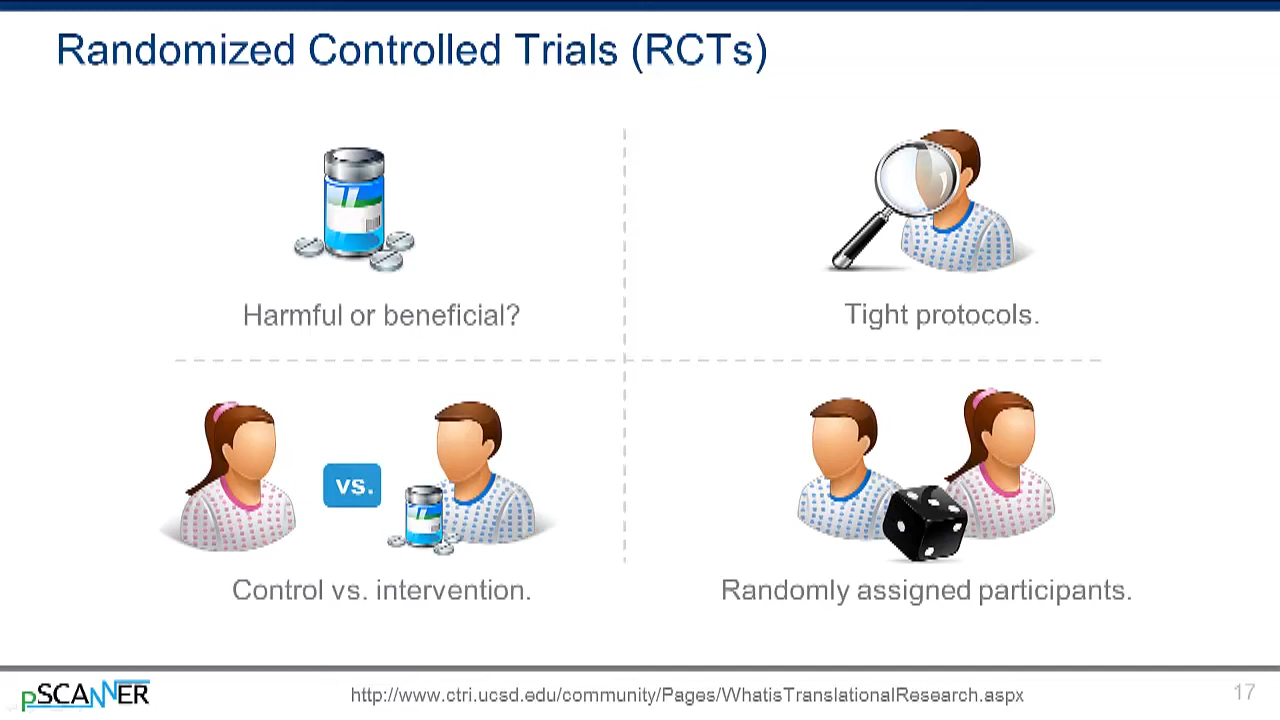 Randomized Controlled Trials (RCTs)
Harmful or beneficial?
Tight protocols.
vs.
Control vs. intervention.
Randomly assigned participants.
pSCANNER
http://www.ctri.ucsd.edu/community/Pages/WhatisTranslationalResearch.aspx
17